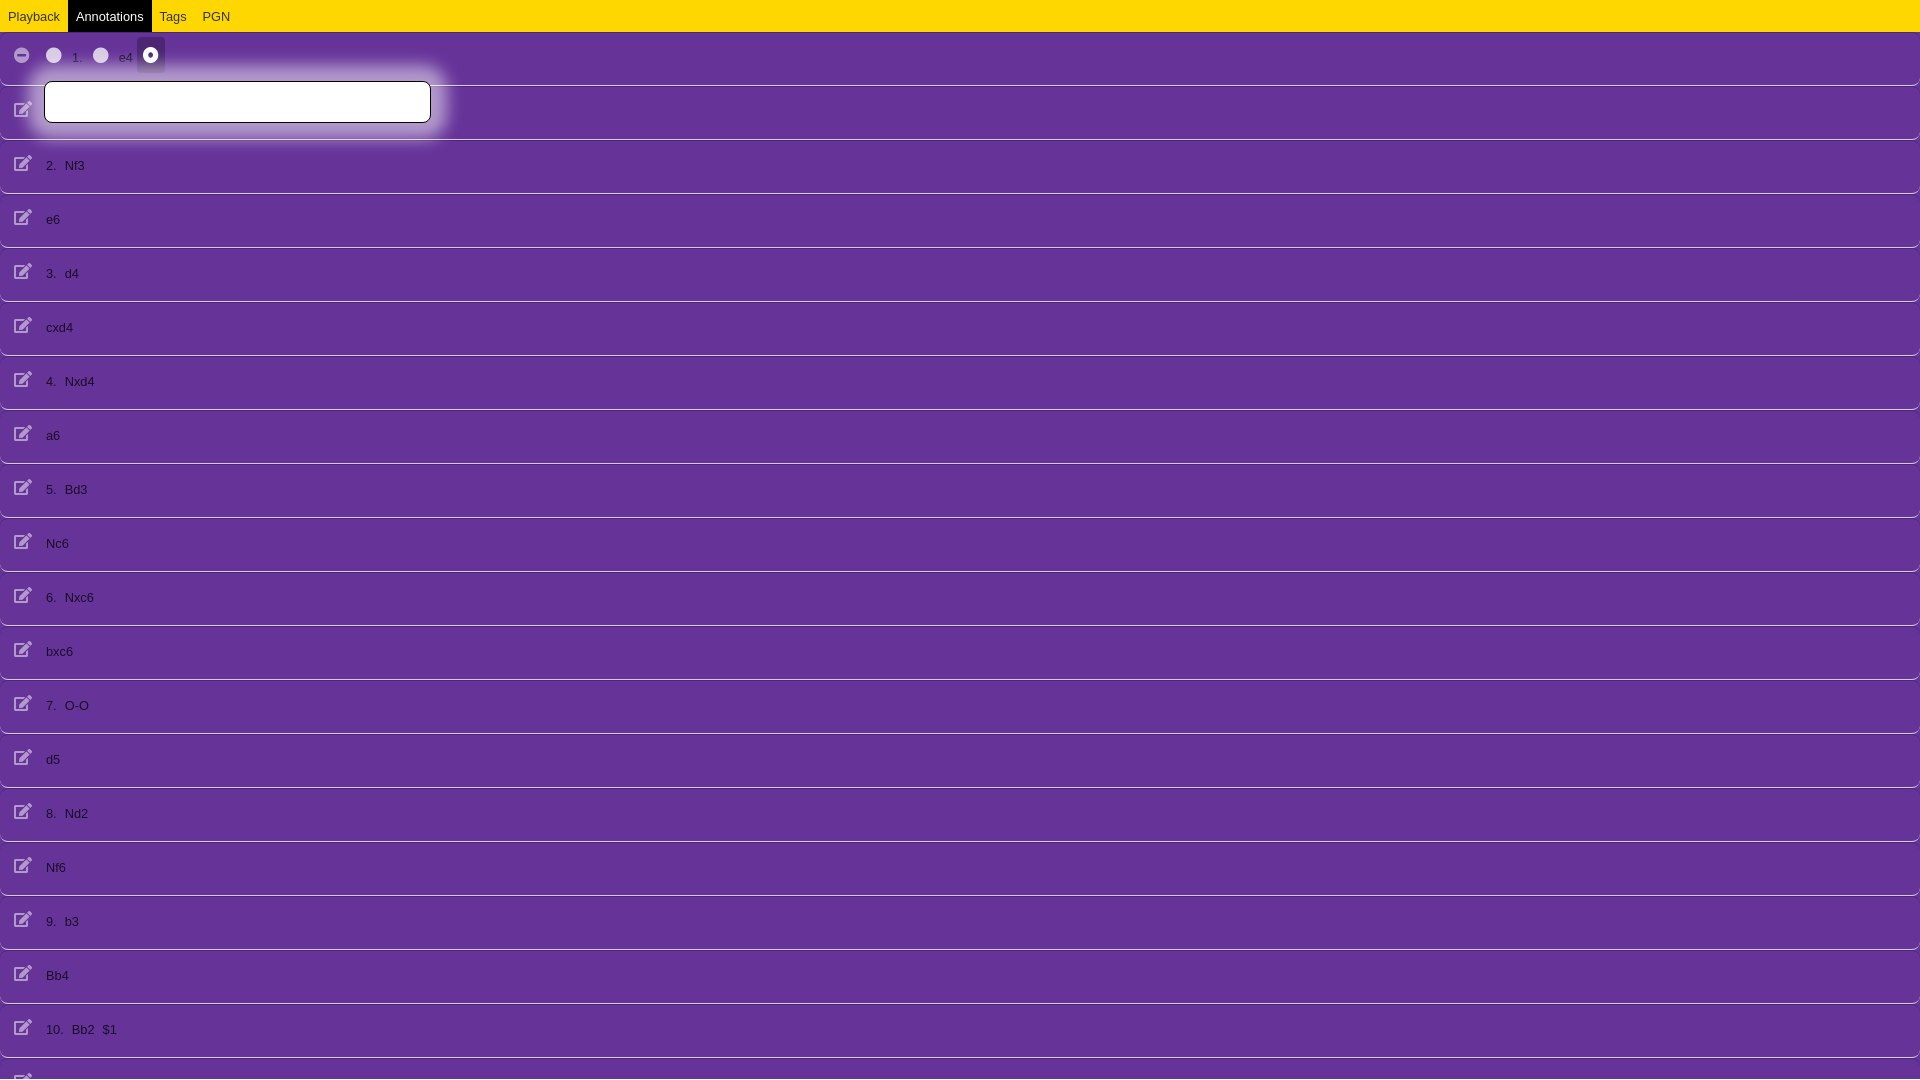 Playback Annotations Tags PGN
1. e4
2. Nf3
e6
3. d4
cxd4
4. Nxd4
a6
5. Bd3
Nc6
6. Nxc6
bxc6
7. O-O
d5
8. Nd2
Nf6
9. b3
Bb4
10. Bb2 $1